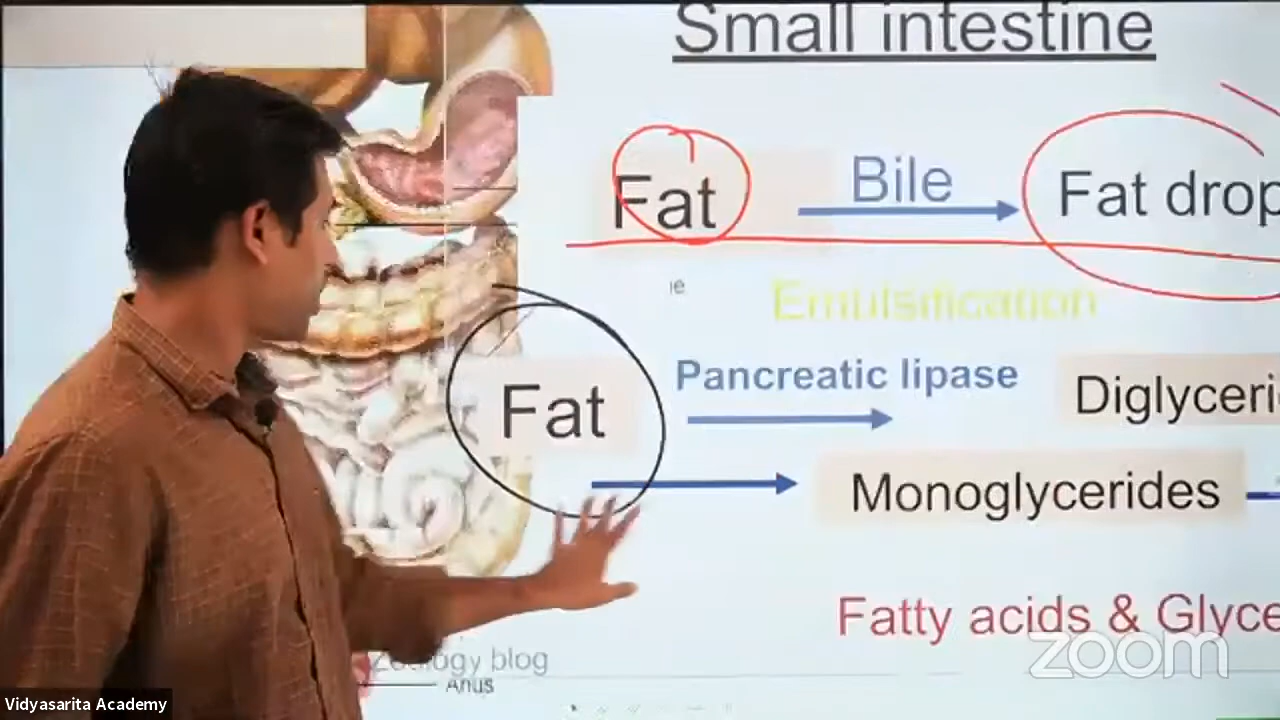 Small intestine
Fat
Bile
Fat drop
ie
Emulsification
Pancreatic lipase
Fat
Diglyceri
Monoglycerides
Fatty acids & Glyce
zoom
Zoology blog
Anus
Vidyasarita Academy